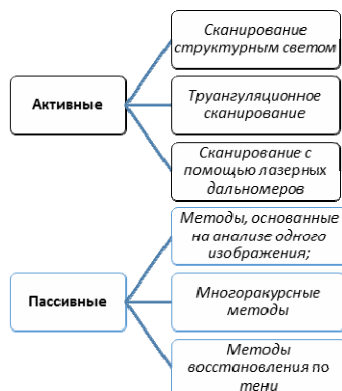 Сканирование
структурным светом
Активные
Труангуляционное
сканирование
Сканирование с
помощью лазерных
дальномеров
Методы, основанные
на анализе одного
изображения;
Пассивные
Многоракурсные
методы
Методы
восстановления по
тени